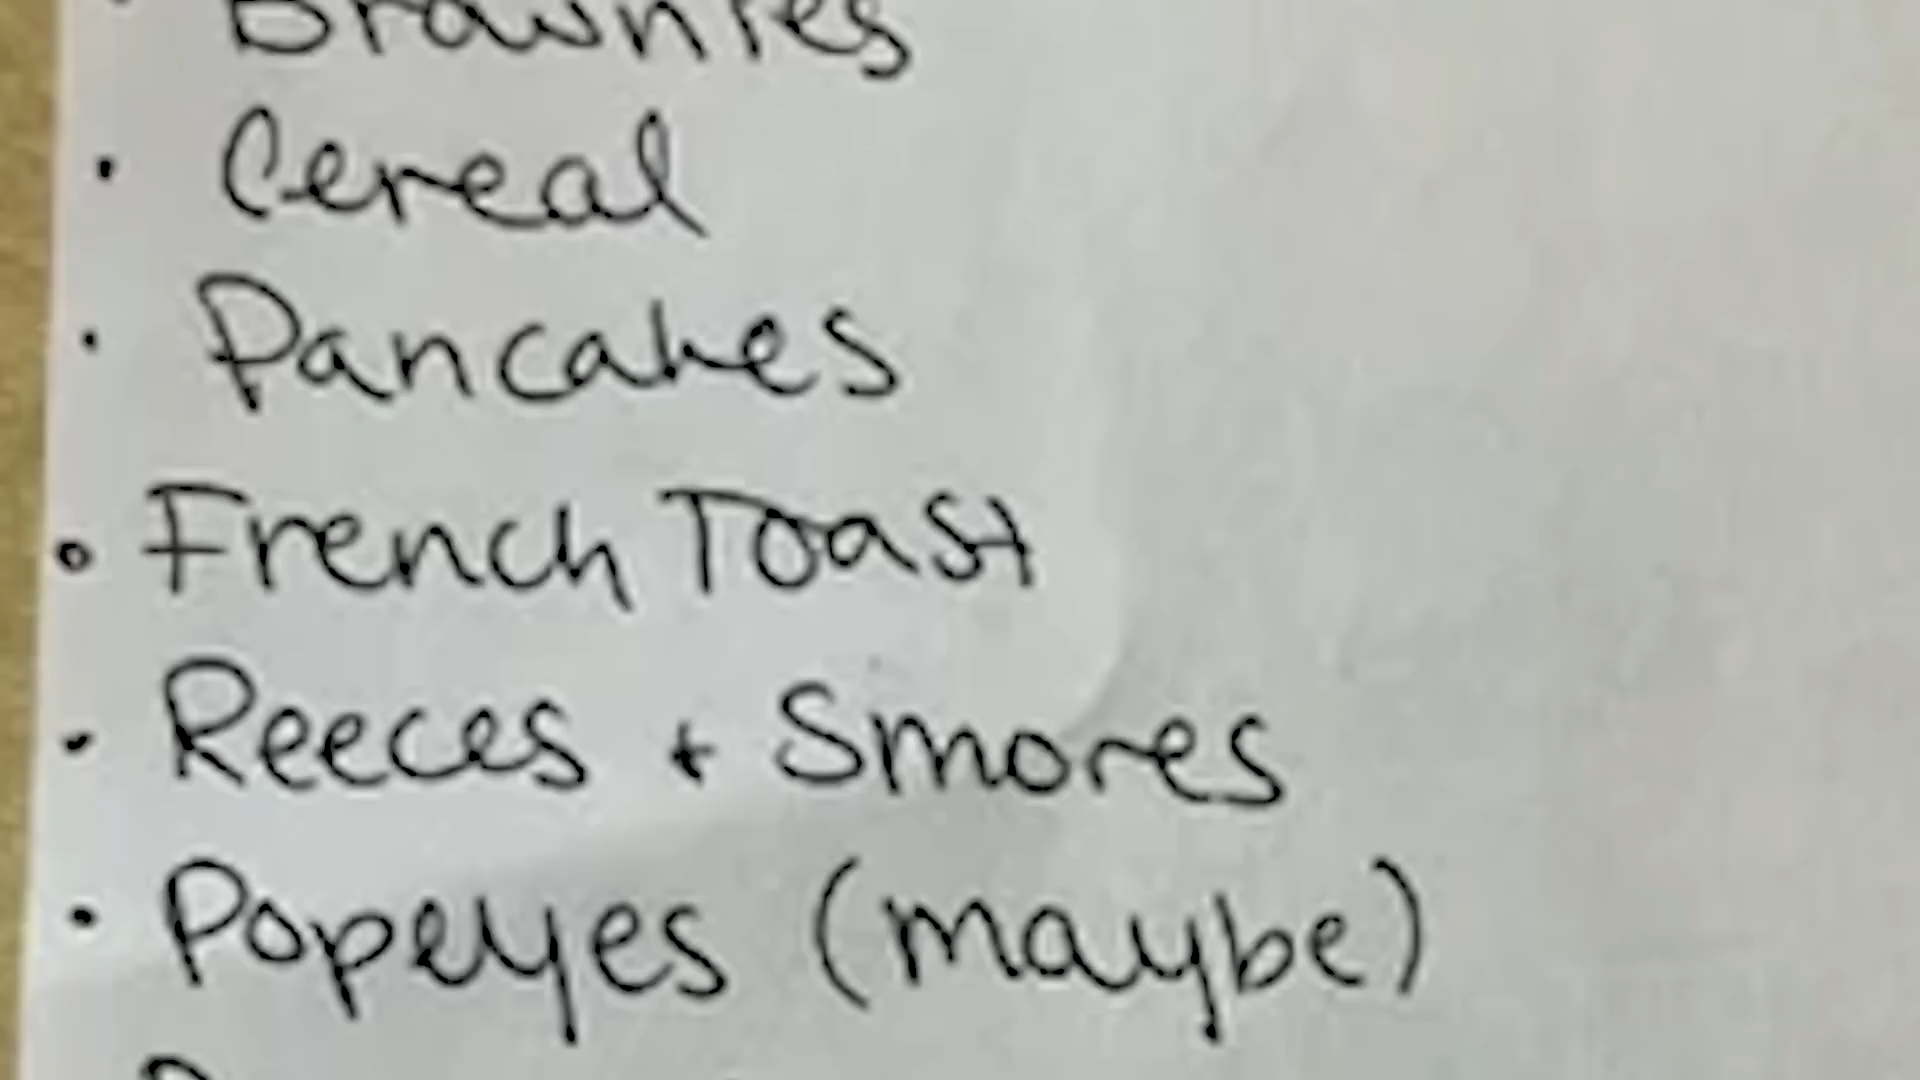 • Brownies
• Cereal
• Pancakes
• French Toast
• Reeces + Smores
• Popeyes (maybe)